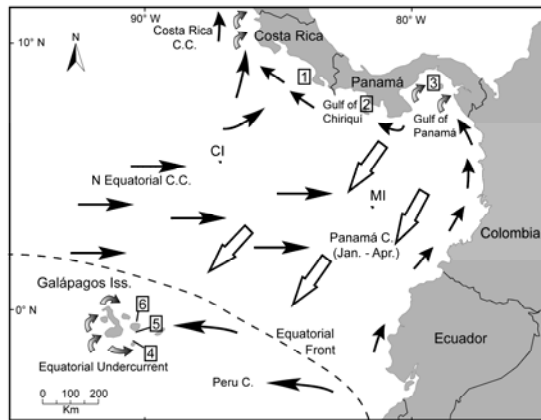 90° W
80° W
Costa Rica
C.C.
Costa Rica
10° N
N
1
Panamá
3
2
Gulf of
Chiriqui
Gulf of
Panamá
CI
N Equatorial C.C.
MI
Panamá C.
(Jan. - Apr.)
Colombia
Galápagos Iss.
0° N
6
5
4
Equatorial
Front
Ecuador
Equatorial Undercurrent
Peru C.
0 100 200
Km